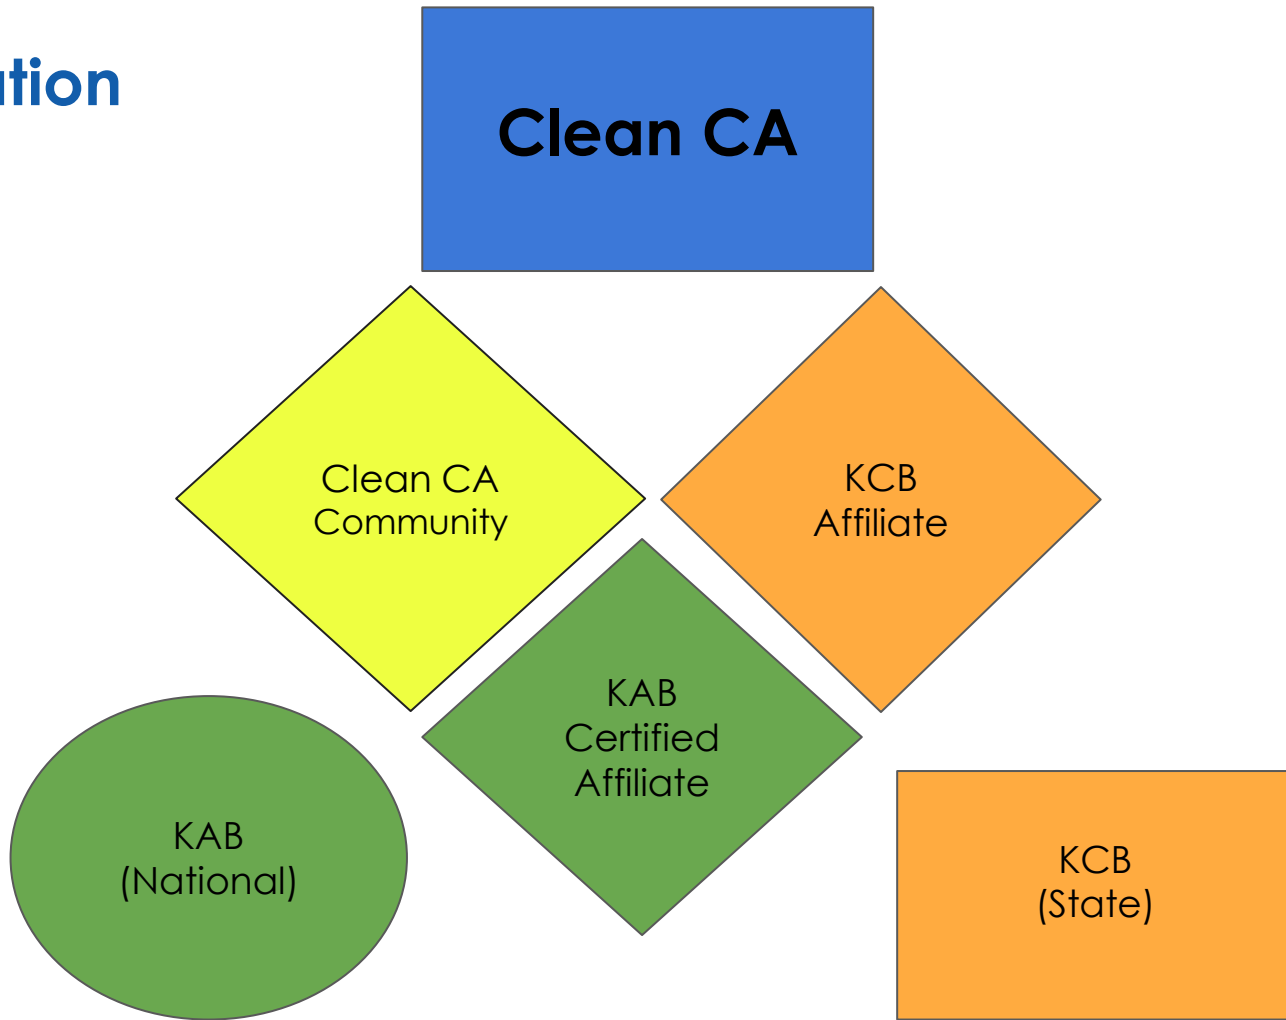 ation
Clean CA
Clean CA
Community
KCB
Affiliate
KAB
Certified
Affiliate
KAB
(National)
KCB
(State)